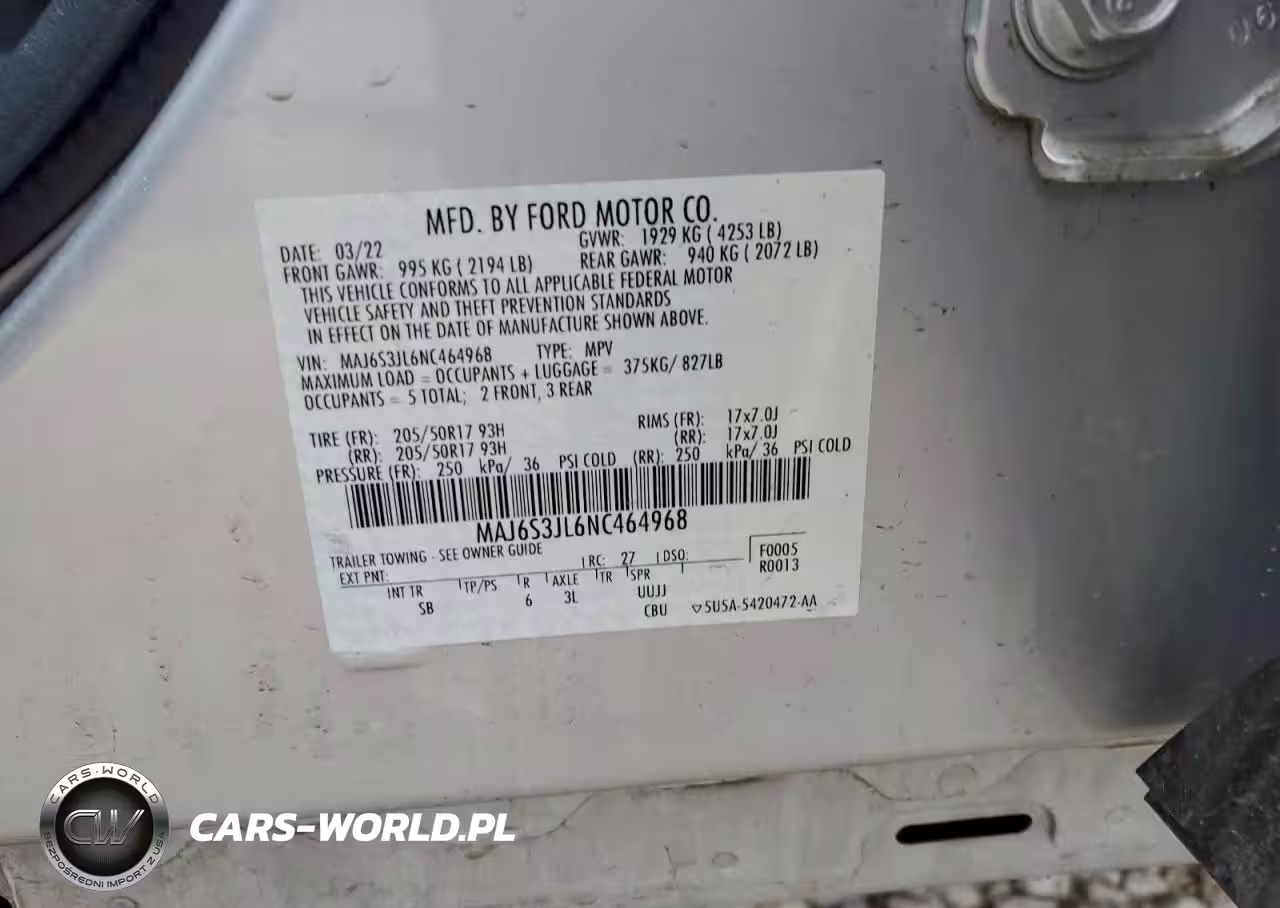 MFD. BY FORD MOTOR CO.
DATE: 03/22 GVWR: 1929 KG ( 4253 LB)
FRONT GAWR: 995 KG ( 2194 LB) REAR GAWR: 940 KG ( 2072 LB)
THIS VEHICLE CONFORMS TO ALL APPLICABLE FEDERAL MOTOR
VEHICLE SAFETY AND THEFT PREVENTION STANDARDS
IN EFFECT ON THE DATE OF MANUFACTURE SHOWN ABOVE.
VIN: MAJ6S3JL6NC464968 TYPE: MPV
MAXIMUM LOAD = OCCUPANTS + LUGGAGE = 375KG/ 827LB
OCCUPANTS = 5 TOTAL; 2 FRONT, 3 REAR
TIRE (FR): 205/50R17 93H RIMS (FR): 17x7.0J
(RR): 205/50R17 93H (RR): 17x7.0J
PRESSURE (FR): 250 kPa/ 36 PSI COLD (RR): 250 kPa/ 36 PSI COLD
MAJ6S3JL6NC464968
TRAILER TOWING - SEE OWNER GUIDE
EXT PNT: RC: 27 DSO: F0005
R0013
INT TR TP/PS R AXLE TR SPR
SB 6 3L UUJJ
CBU 5U5A-5420472-AA
CARS-WORLD
CW
BEZPOŚREDNI IMPORT Z USA
CARS-WORLD.PL